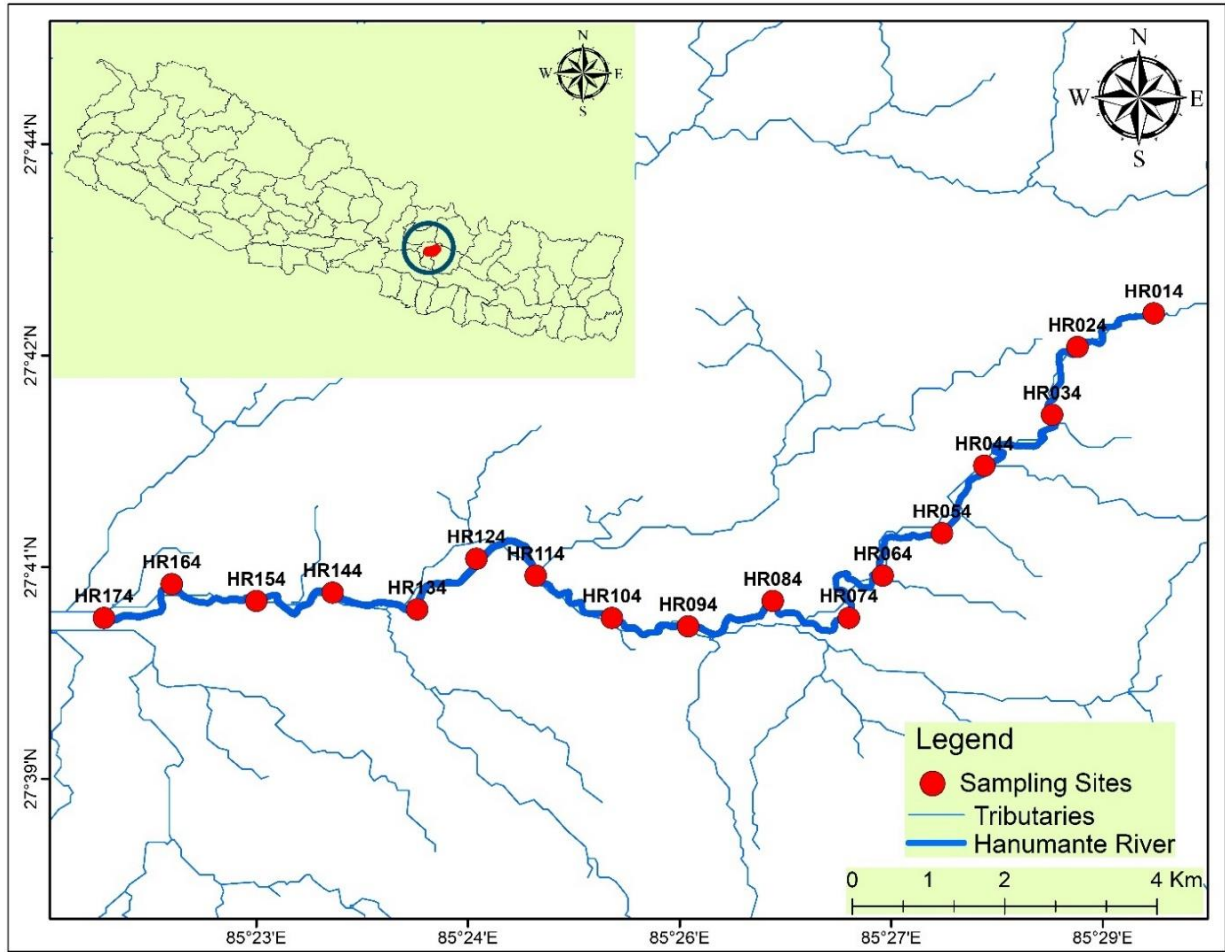 N
W E
S
N
W E
S
27°44'N
27°42'N
27°41'N
27°39'N
HR014
HR024
HR034
HR044
HR054
HR064
HR074
HR084
HR094
HR104
HR114
HR124
HR134
HR144
HR154
HR164
HR174
Legend
Sampling Sites
Tributaries
Hanumante River
0 1 2 4 Km
85°23'E 85°24'E 85°26'E 85°27'E 85°29'E